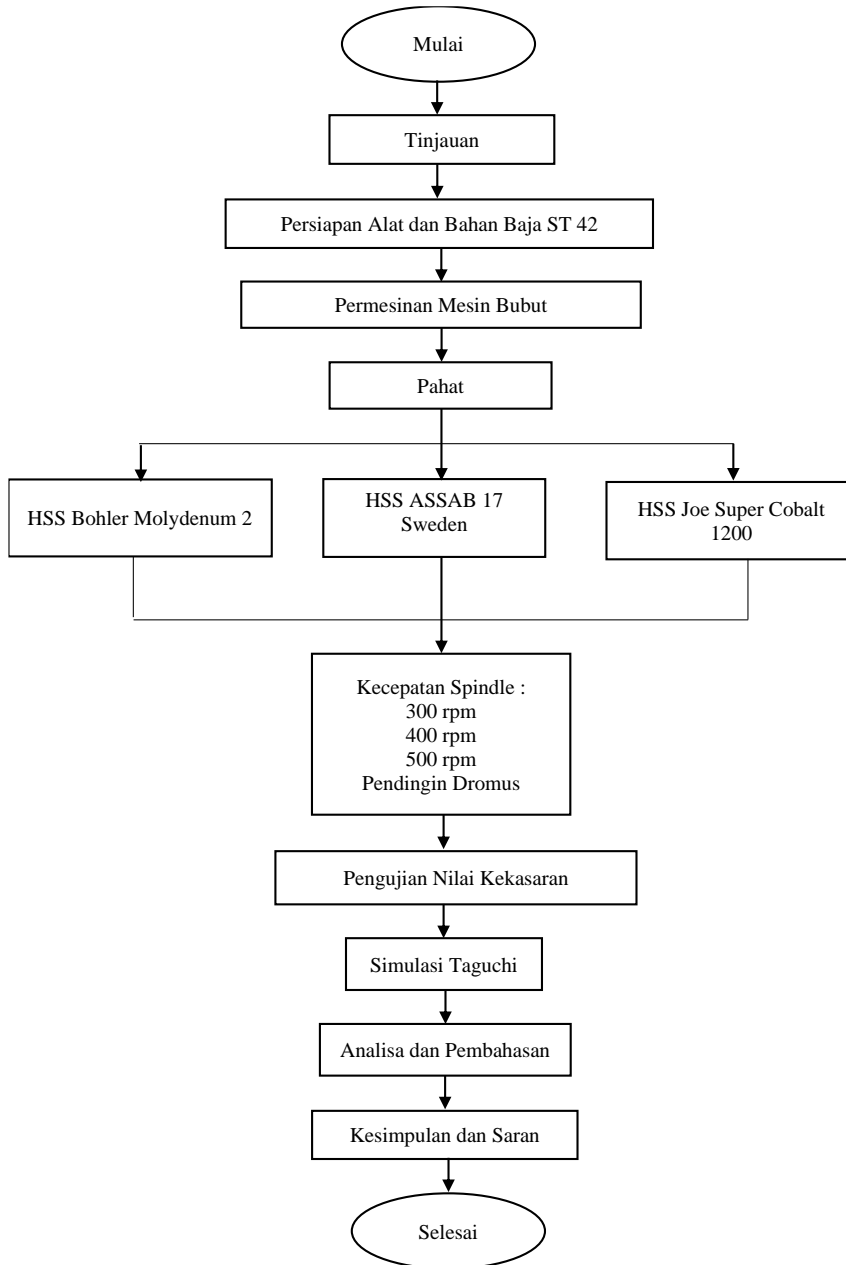 Mulai
Tinjauan
Persiapan Alat dan Bahan Baja ST 42
Permesinan Mesin Bubut
Pahat
HSS Bohler Molydenum 2
HSS ASSAB 17
Sweden
HSS Joe Super Cobalt
1200
Kecepatan Spindle :
300 rpm
400 rpm
500 rpm
Pendingin Dromus
Pengujian Nilai Kekasaran
Simulasi Taguchi
Analisa dan Pembahasan
Kesimpulan dan Saran
Selesai